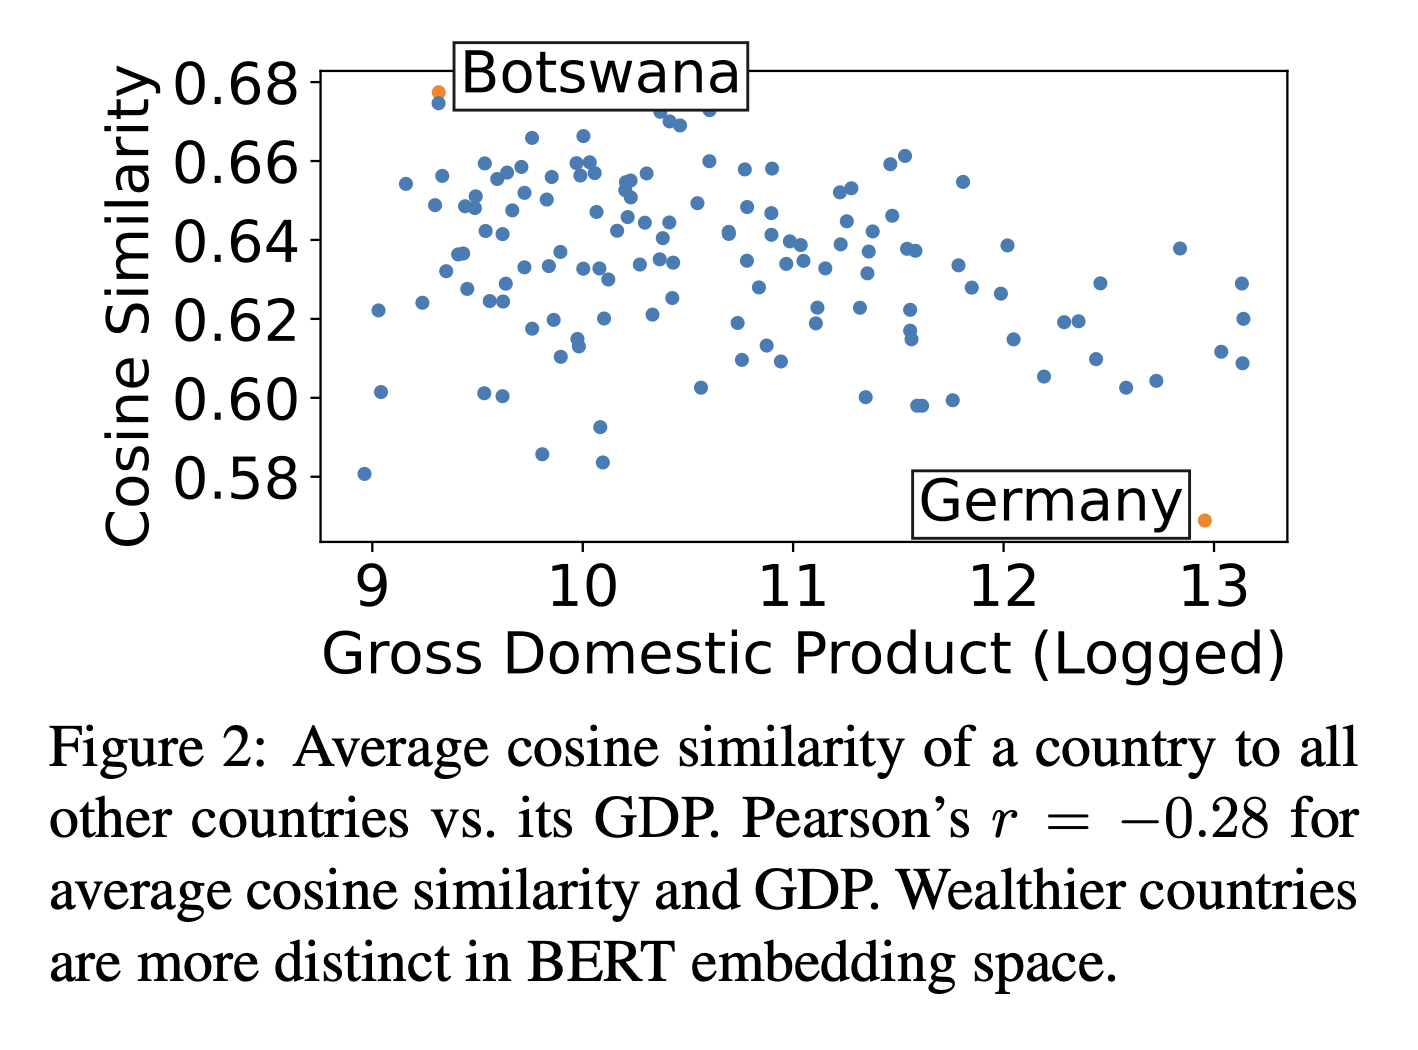 Botswana
Cosine Similarity
0.68
0.66
0.64
0.62
0.60
0.58
Germany
9 10 11 12 13
Gross Domestic Product (Logged)
Figure 2: Average cosine similarity of a country to all
other countries vs. its GDP. Pearson’s r = −0.28 for
average cosine similarity and GDP. Wealthier countries
are more distinct in BERT embedding space.